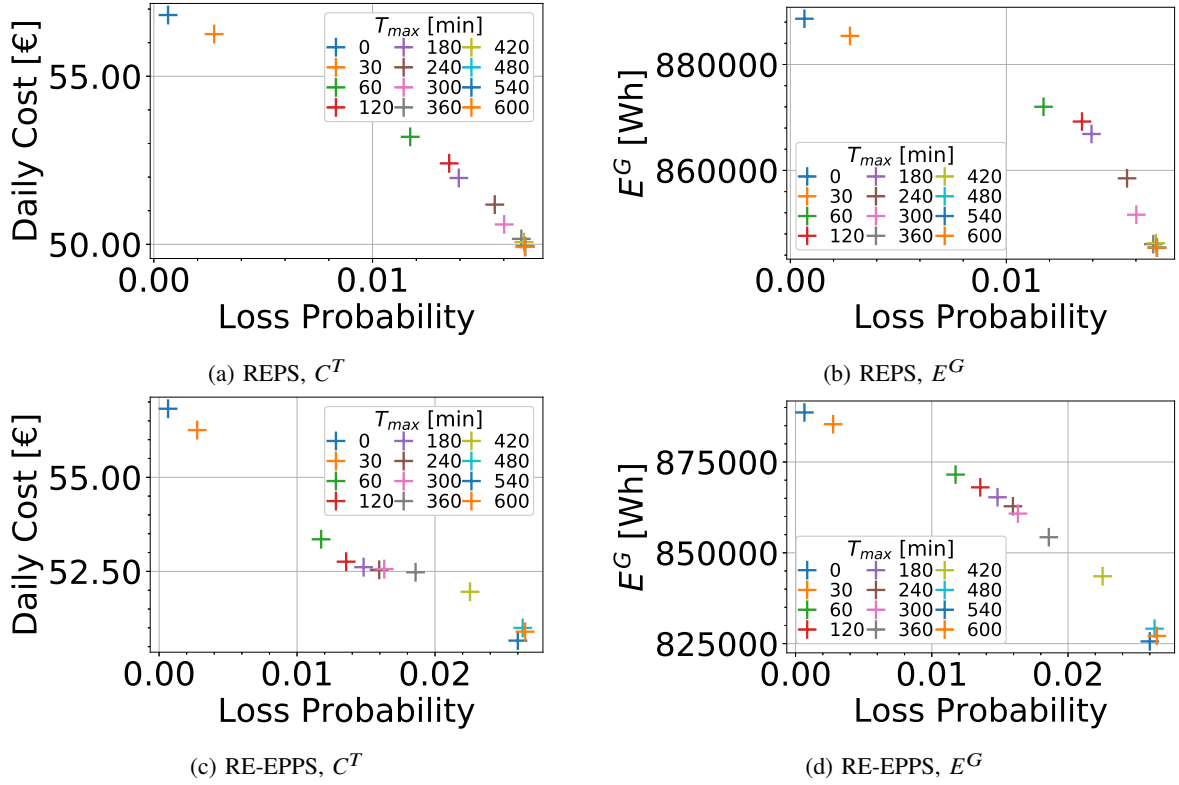 Daily Cost [€]
55.00
50.00
0.00
0.01
Loss Probability
T_max [min]
0 180 420
30 240 480
60 300 540
120 360 600
(a) REPS, C^T
E^G [Wh]
880000
860000
0.00
0.01
Loss Probability
T_max [min]
0 180 420
30 240 480
60 300 540
120 360 600
(b) REPS, E^G
Daily Cost [€]
55.00
52.50
0.00
0.01
0.02
Loss Probability
T_max [min]
0 180 420
30 240 480
60 300 540
120 360 600
(c) RE-EPPS, C^T
E^G [Wh]
875000
850000
825000
0.00
0.01
0.02
Loss Probability
T_max [min]
0 180 420
30 240 480
60 300 540
120 360 600
(d) RE-EPPS, E^G